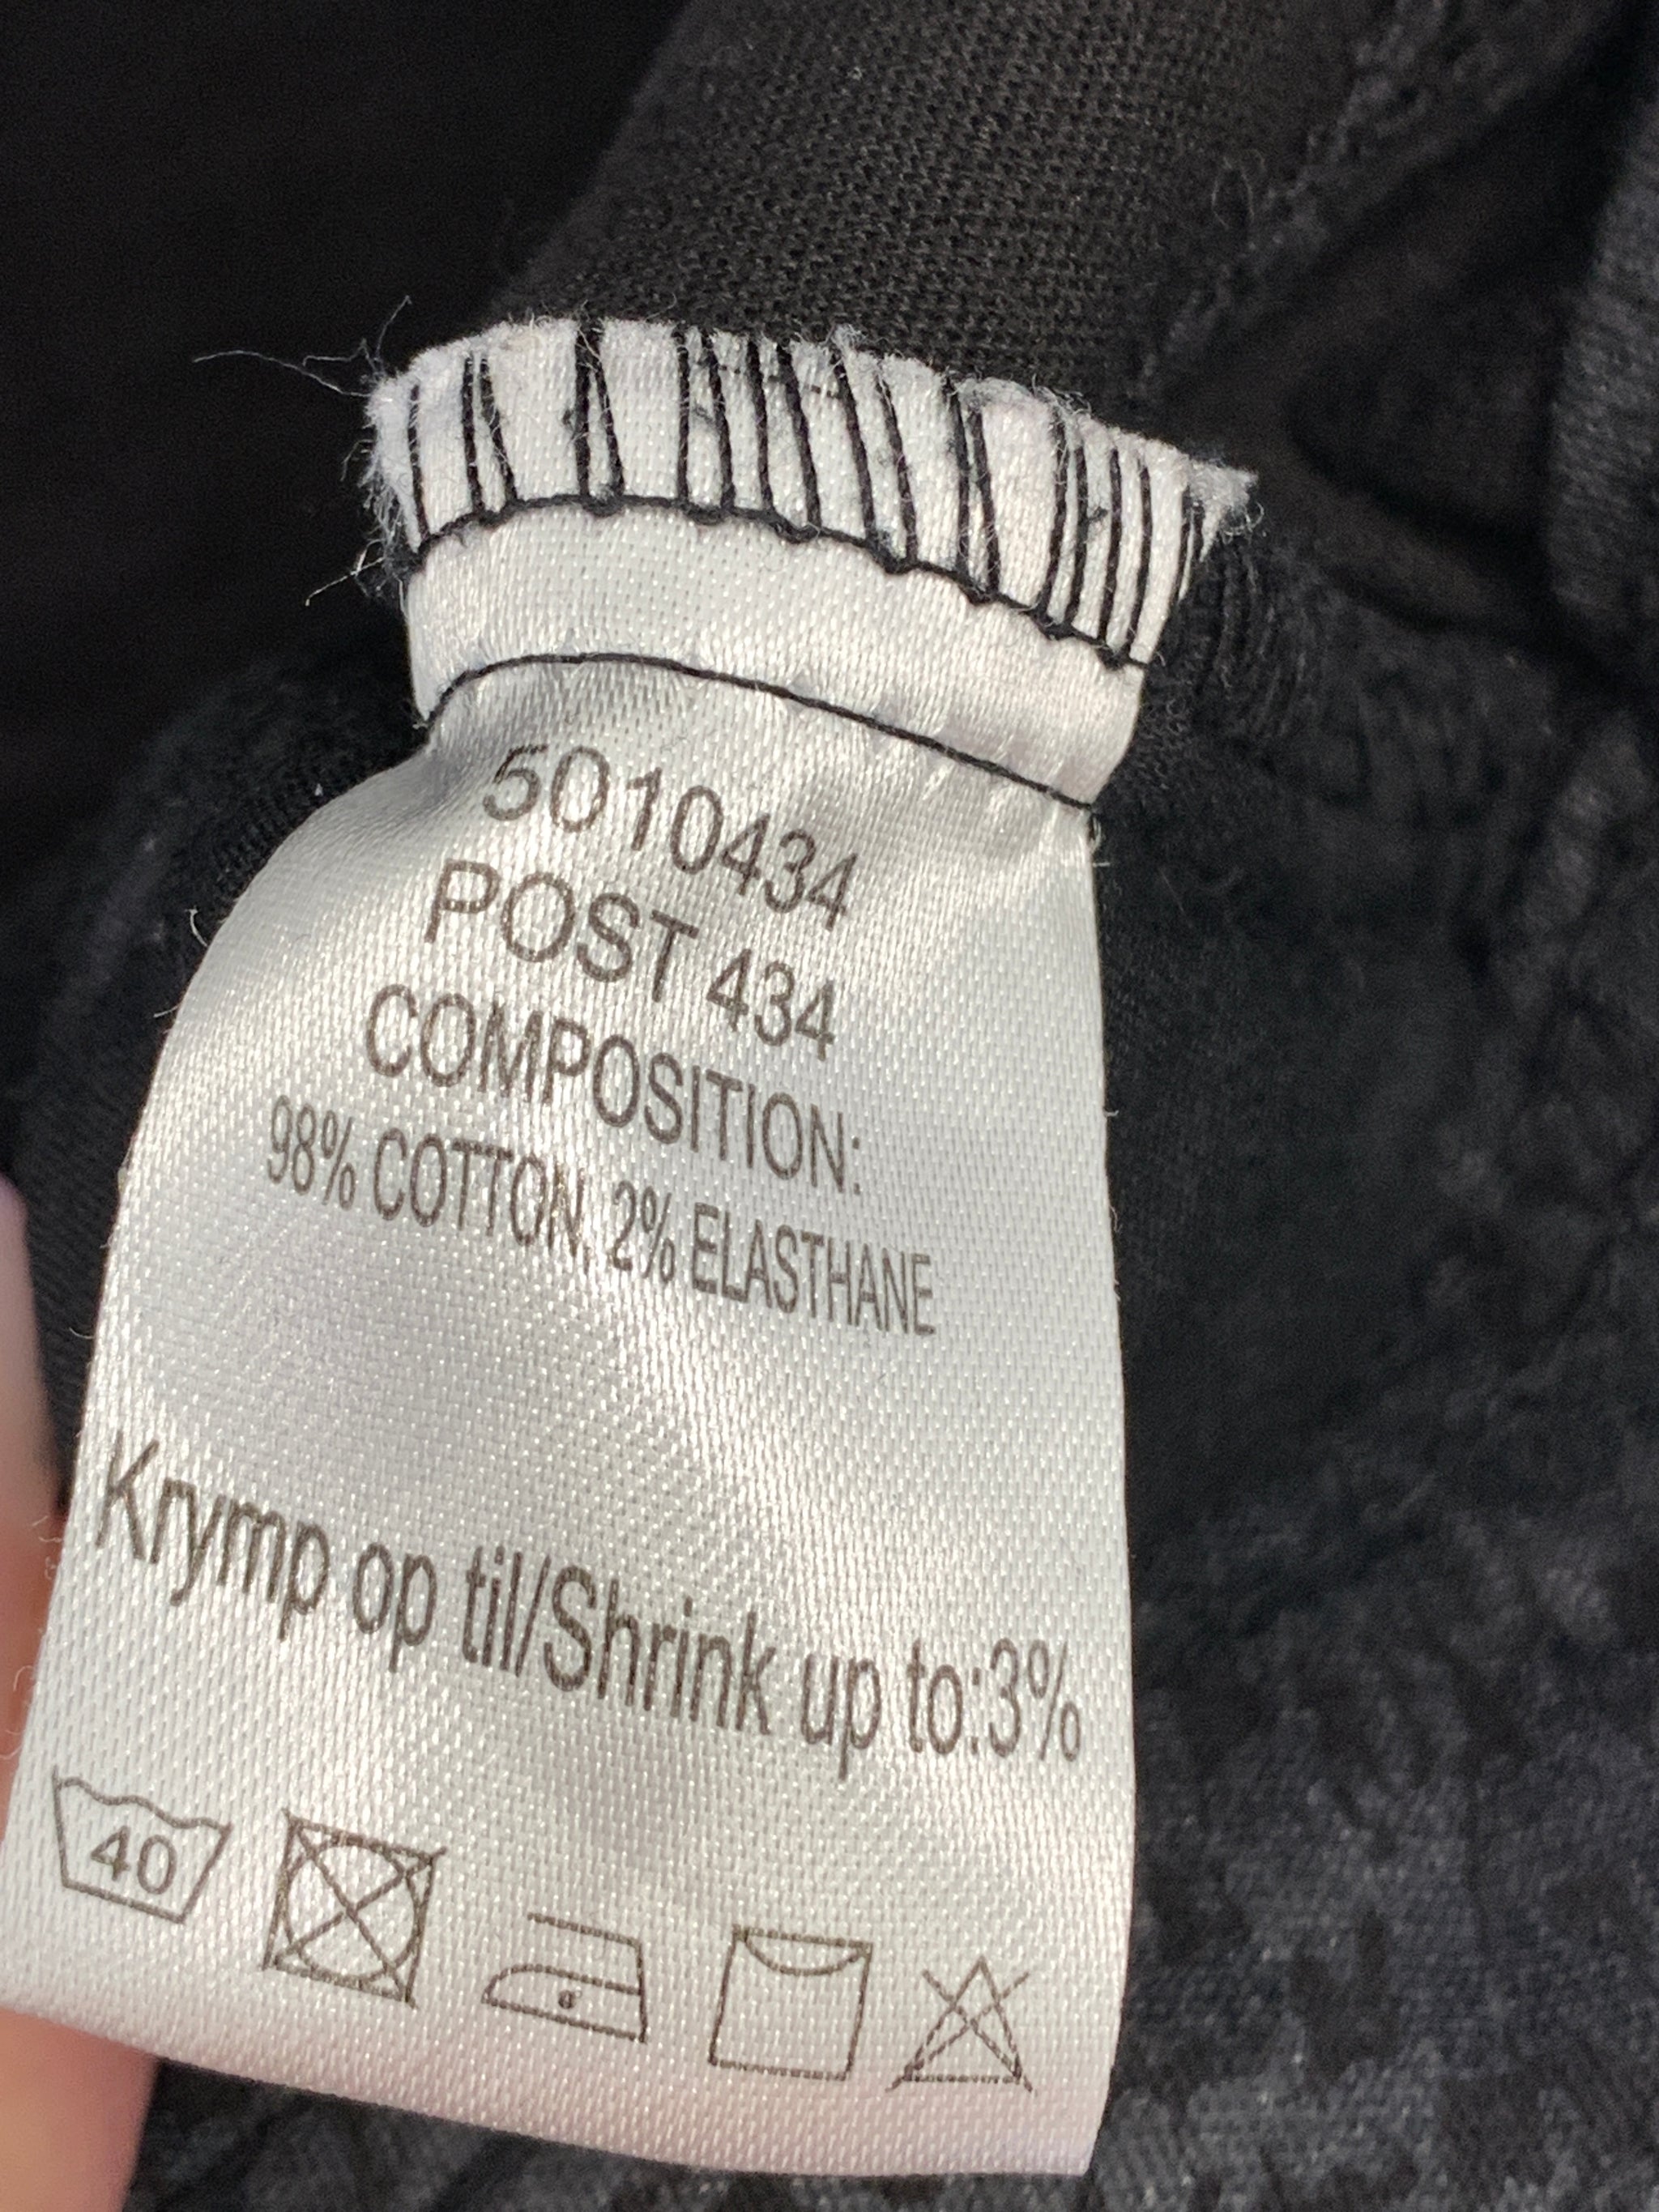 5010434
POST 434
COMPOSITION:
98% COTTON, 2% ELASTHANE
Krymp op til/Shrink up to:3%
40